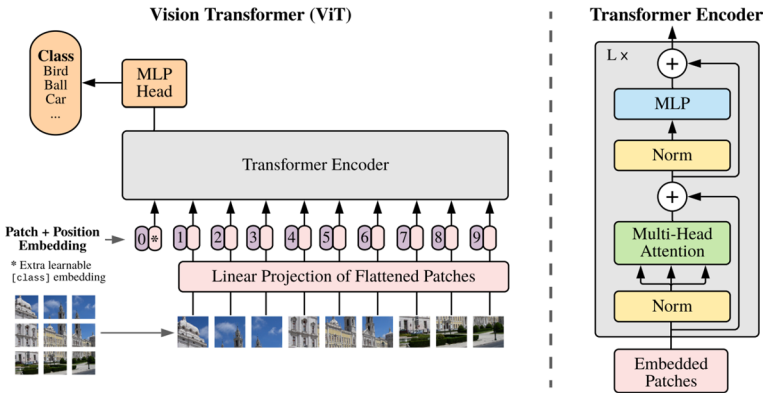 Vision Transformer (ViT)
Class
Bird
Ball
Car
...
MLP
Head
Transformer Encoder
Patch + Position
Embedding
0 * 1 2 3 4 5 6 7 8 9
* Extra learnable
[class] embedding
Linear Projection of Flattened Patches
Transformer Encoder
L ×
+
MLP
Norm
+
Multi-Head
Attention
Norm
Embedded
Patches